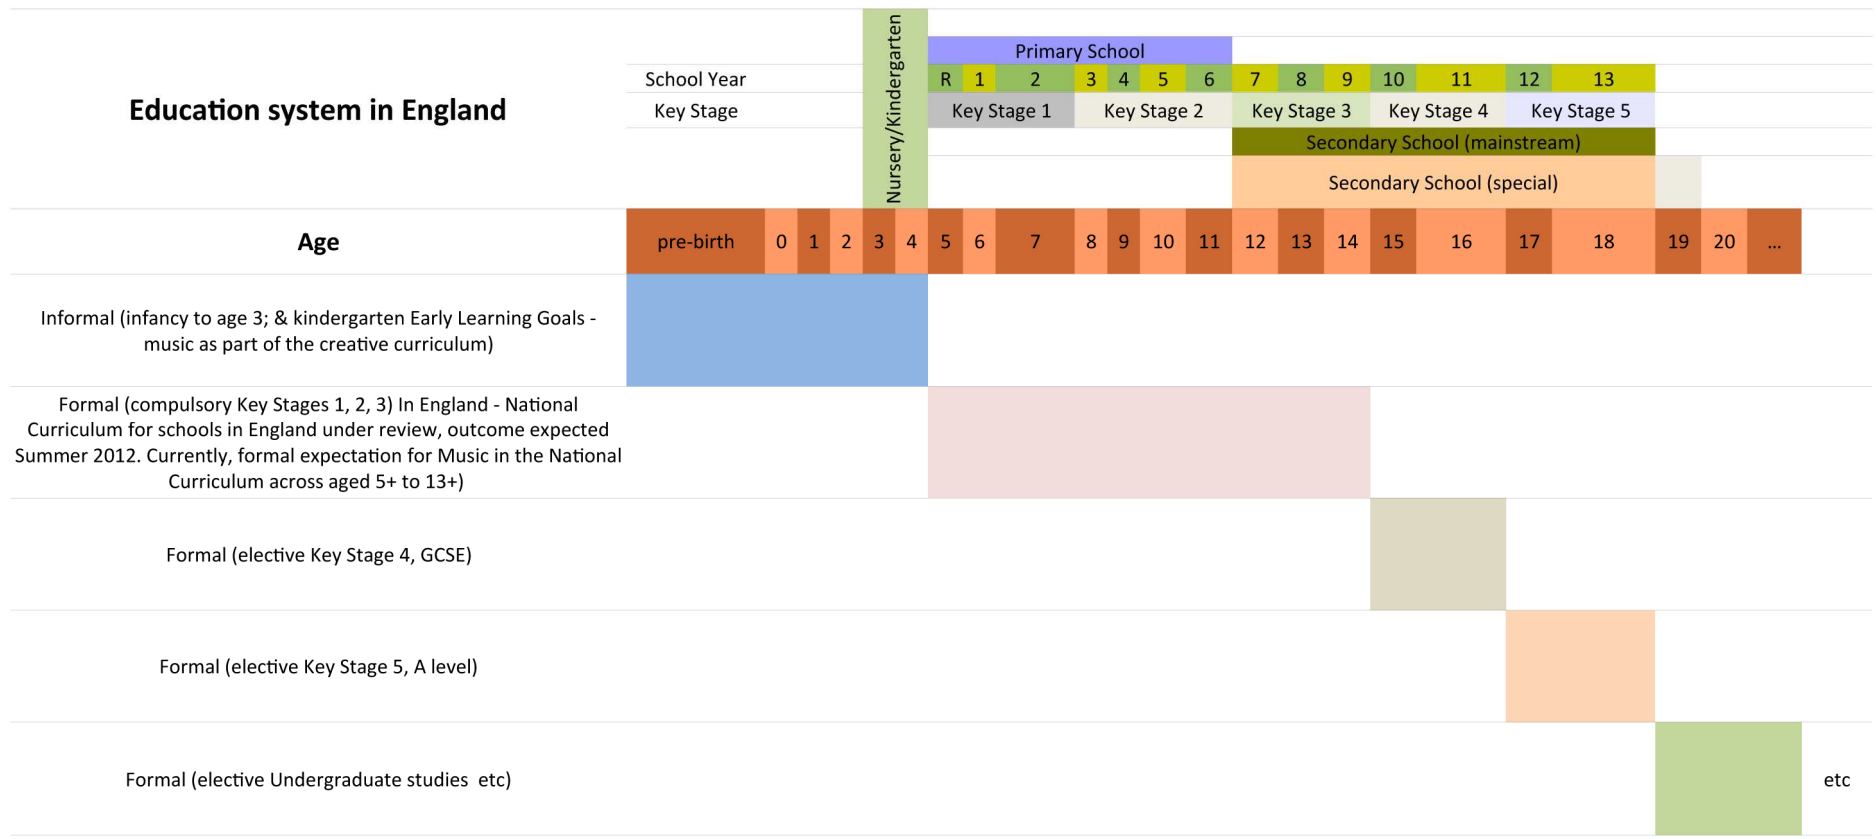 Nursery/Kindergarten
Primary School
School Year
R 1 2 3 4 5 6 7 8 9 10 11 12 13
Education system in England
Key Stage
Key Stage 1 Key Stage 2 Key Stage 3 Key Stage 4 Key Stage 5
Secondary School (mainstream)
Secondary School (special)
Age
pre-birth 0 1 2 3 4 5 6 7 8 9 10 11 12 13 14 15 16 17 18 19 20 ...
Informal (infancy to age 3; & kindergarten Early Learning Goals -
music as part of the creative curriculum)
Formal (compulsory Key Stages 1, 2, 3) In England - National
Curriculum for schools in England under review, outcome expected
Summer 2012. Currently, formal expectation for Music in the National
Curriculum across aged 5+ to 13+)
Formal (elective Key Stage 4, GCSE)
Formal (elective Key Stage 5, A level)
Formal (elective Undergraduate studies etc)
etc